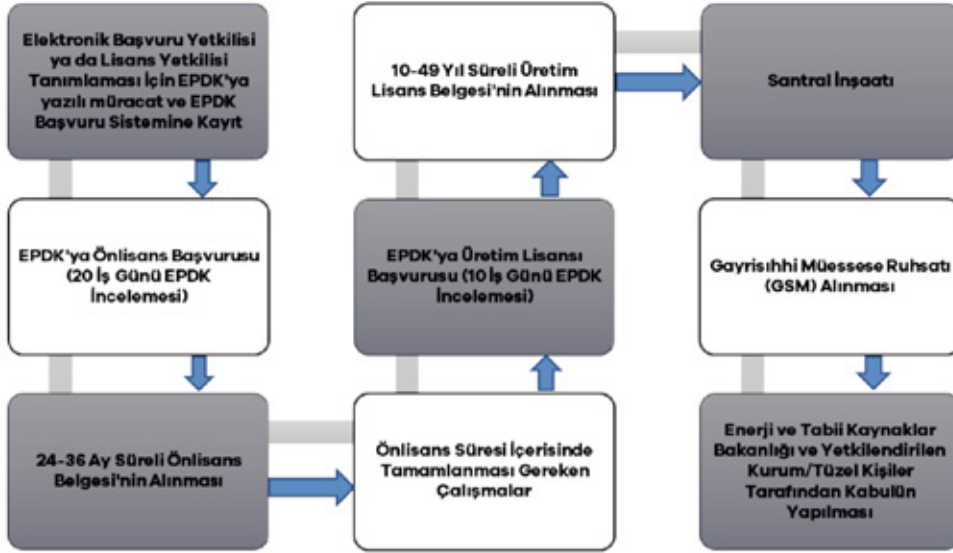 Elektronik Başvuru Yetkilisi
ya da Lisans Yetkilisi
Tanımlaması İçin EPDK'ya
yazılı müracat ve EPDK
Başvuru Sistemine Kayıt
EPDK'ya Önlisans Başvurusu
(20 İş Günü EPDK
İncelemesi)
24-36 Ay Süreli Önlisans
Belgesi'nin Alınması
Önlisans Süresi İçerisinde
Tamamlanması Gereken
Çalışmalar
EPDK'ya Üretim Lisansı
Başvurusu (10 İş Günü EPDK
İncelemesi)
10-49 Yıl Süreli Üretim
Lisans Belgesi'nin Alınması
Santral İnşaatı
Gayrisıhhi Müessese Ruhsatı
(GSM) Alınması
Enerji ve Tabii Kaynaklar
Bakanlığı ve Yetkilendirilen
Kurum/Tüzel Kişiler
Tarafından Kabulün
Yapılması